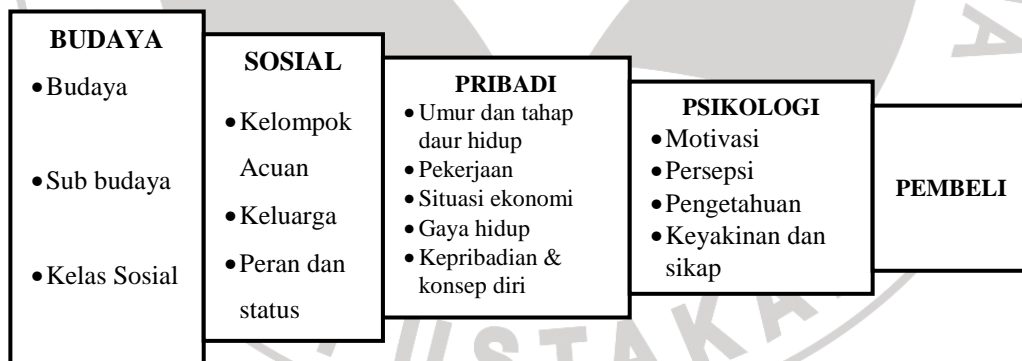 BUDAYA
•Budaya
•Sub budaya
•Kelas Sosial
SOSIAL
•Kelompok
Acuan
•Keluarga
•Peran dan
status
PRIBADI
•Umur dan tahap
daur hidup
•Pekerjaan
•Situasi ekonomi
•Gaya hidup
•Kepribadian &
konsep diri
PSIKOLOGI
•Motivasi
•Persepsi
•Pengetahuan
•Keyakinan dan
sikap
PEMBELI